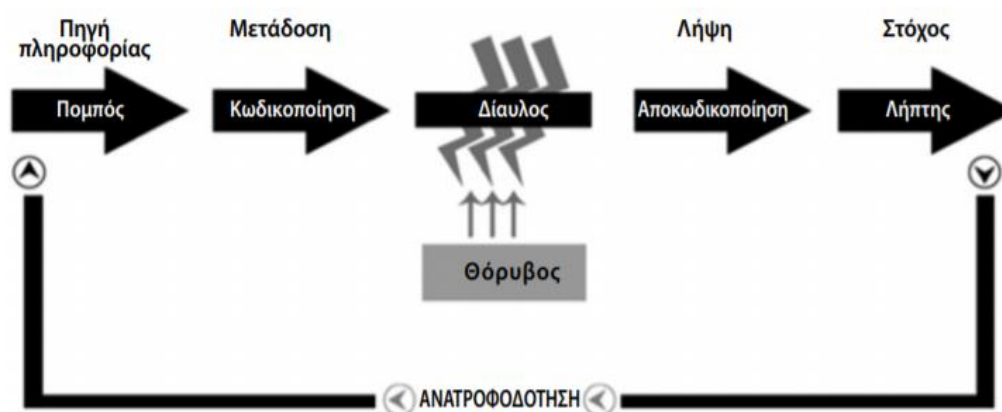 Πηγή
πληροφορίας
Μετάδοση
Λήψη
Στόχος
Πομπός
Κωδικοποίηση
Δίαυλος
Αποκωδικοποίηση
Λήπτης
Θόρυβος
ΑΝΑΤΡΟΦΟΔΟΤΗΣΗ